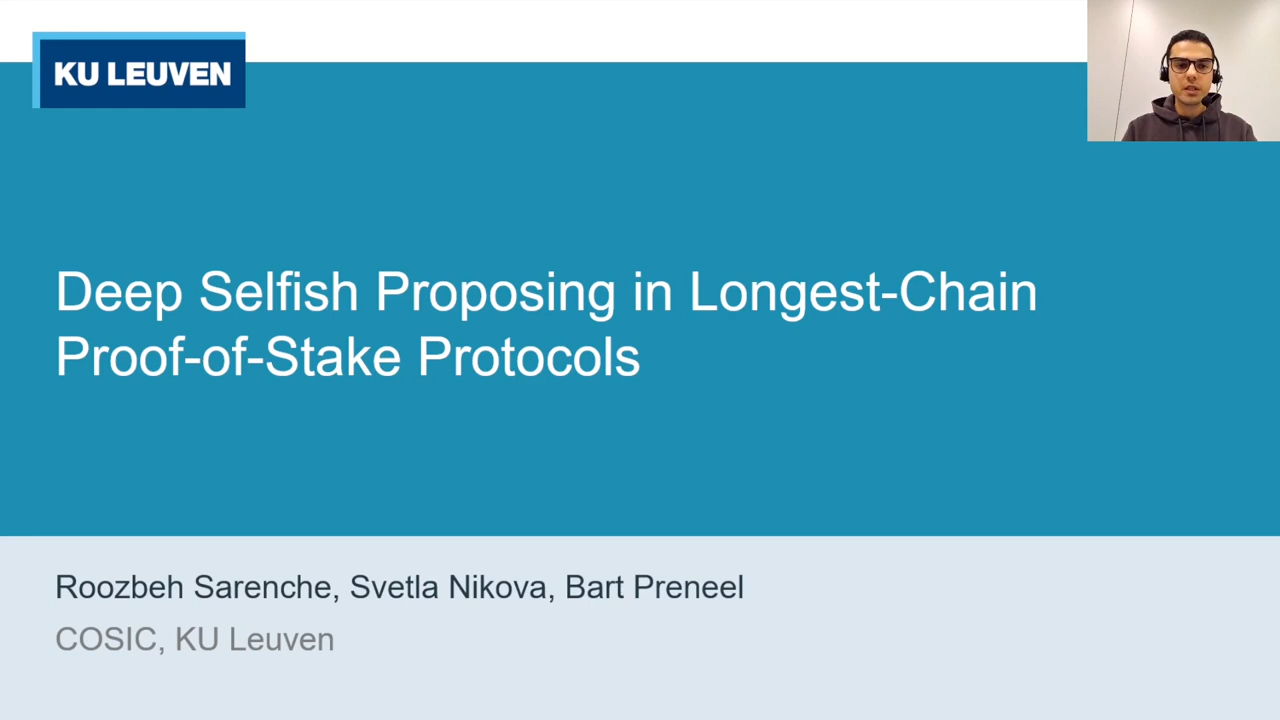 KU LEUVEN
Deep Selfish Proposing in Longest-Chain
Proof-of-Stake Protocols
Roozbeh Sarenche, Svetla Nikova, Bart Preneel
COSIC, KU Leuven